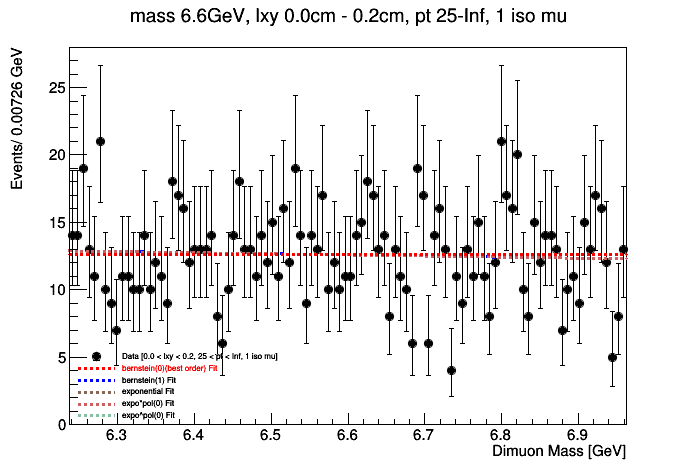 mass 6.6GeV, lxy 0.0cm - 0.2cm, pt 25-Inf, 1 iso mu
Events/ 0.00726 GeV
25
20
15
10
5
0
Data [0.0 < lxy < 0.2, 25 < pt < Inf, 1 iso mu]
bernstein(0)(best order) Fit
bernstein(1) Fit
exponential Fit
expo*pol(0) Fit
expo^pol(0) Fit
6.3 6.4 6.5 6.6 6.7 6.8 6.9
Dimuon Mass [GeV]